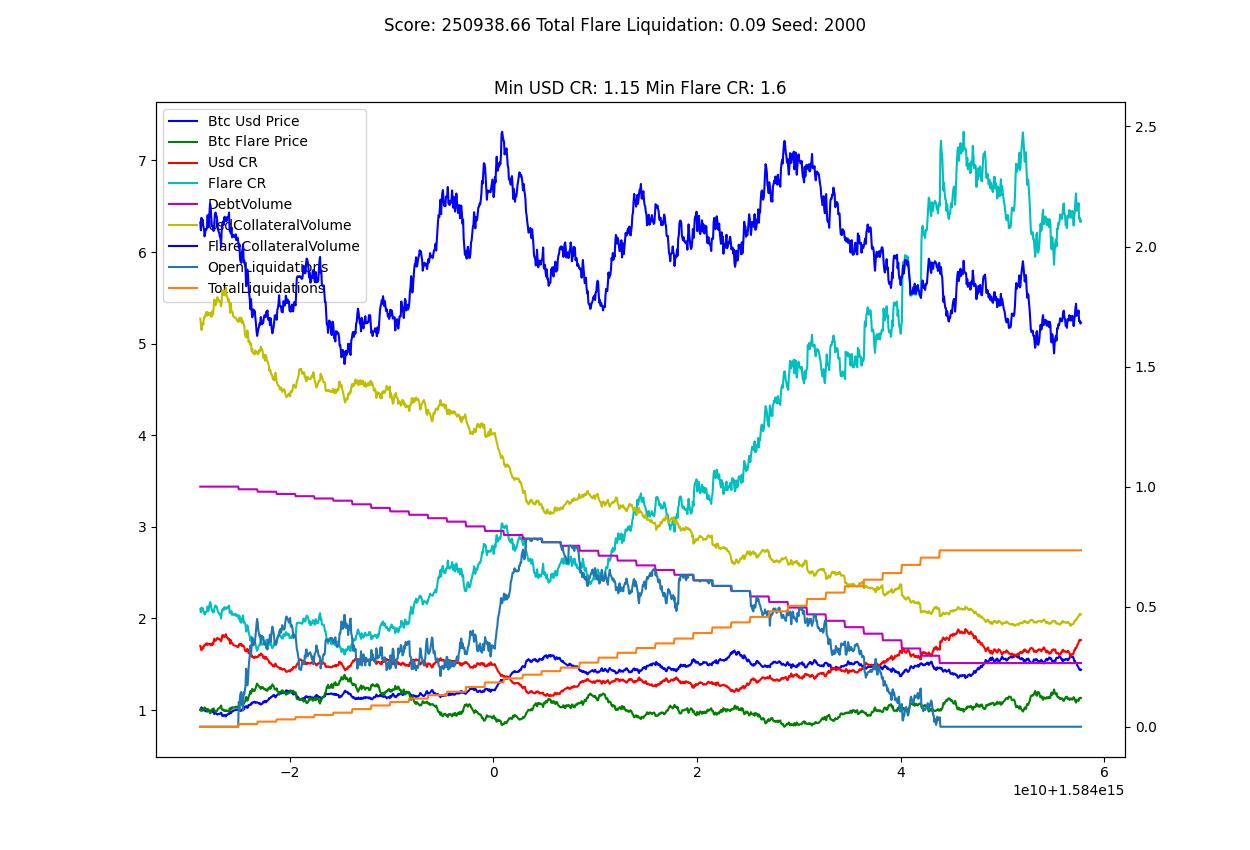 Score: 250938.66 Total Flare Liquidation: 0.09 Seed: 2000
Min USD CR: 1.15 Min Flare CR: 1.6
Btc Usd Price
Btc Flare Price
Usd CR
Flare CR
DebtVolume
UsdCollateralVolume
FlareCollateralVolume
OpenLiquidations
TotalLiquidations
7
6
5
4
3
2
1
2.5
2.0
1.5
1.0
0.5
0.0
−2 0 2 4 6
1e10+1.584e15